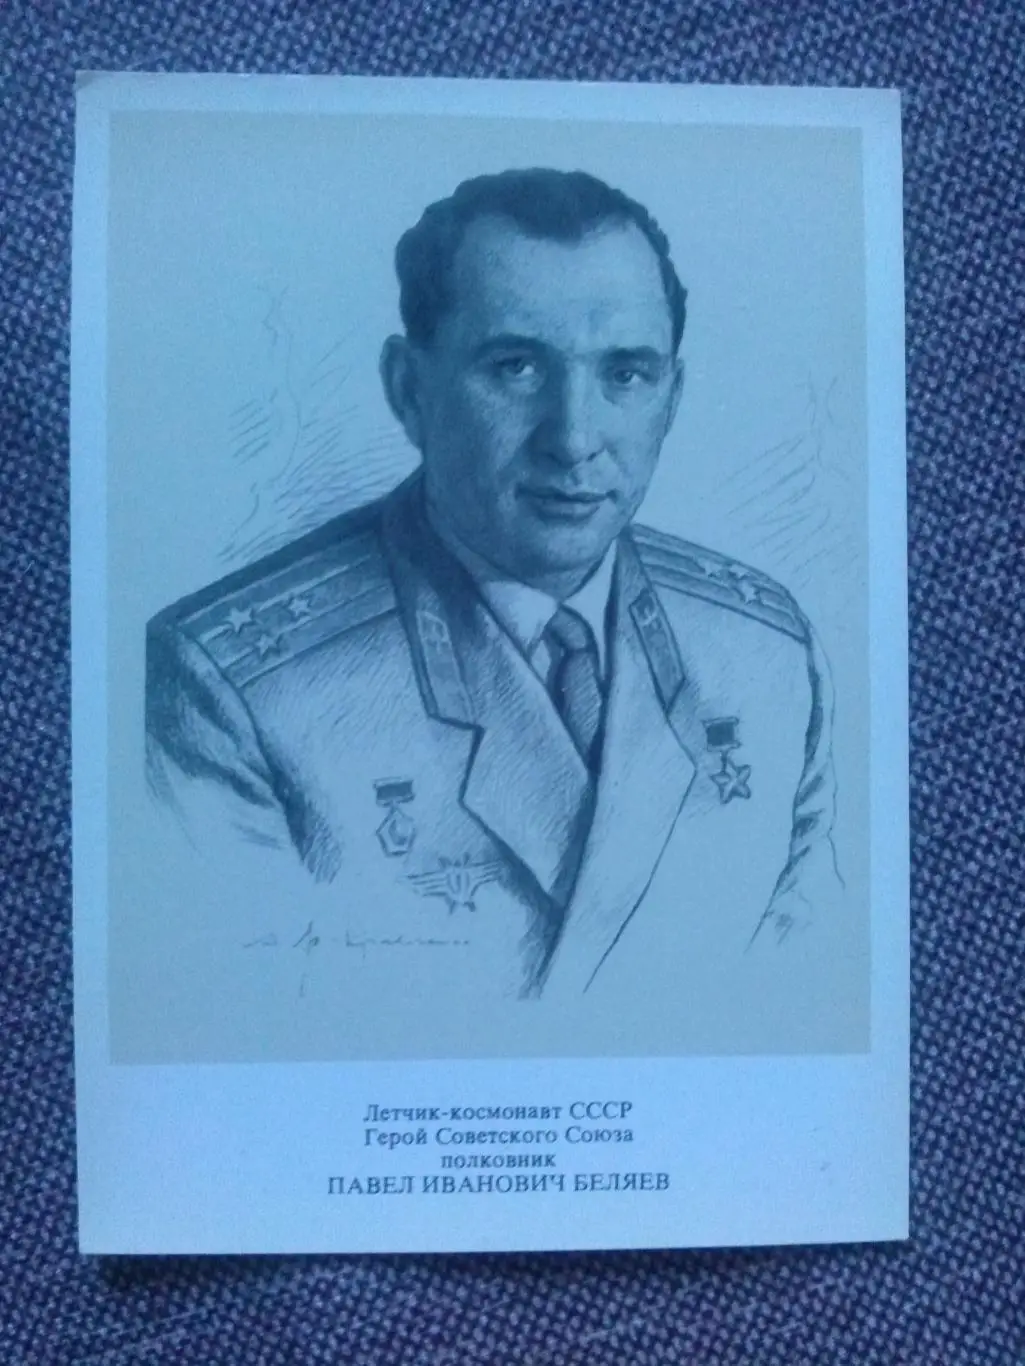 Летчик-космонавт СССР
Герой Советского Союза
полковник
ПАВЕЛ ИВАНОВИЧ БЕЛЯЕВ